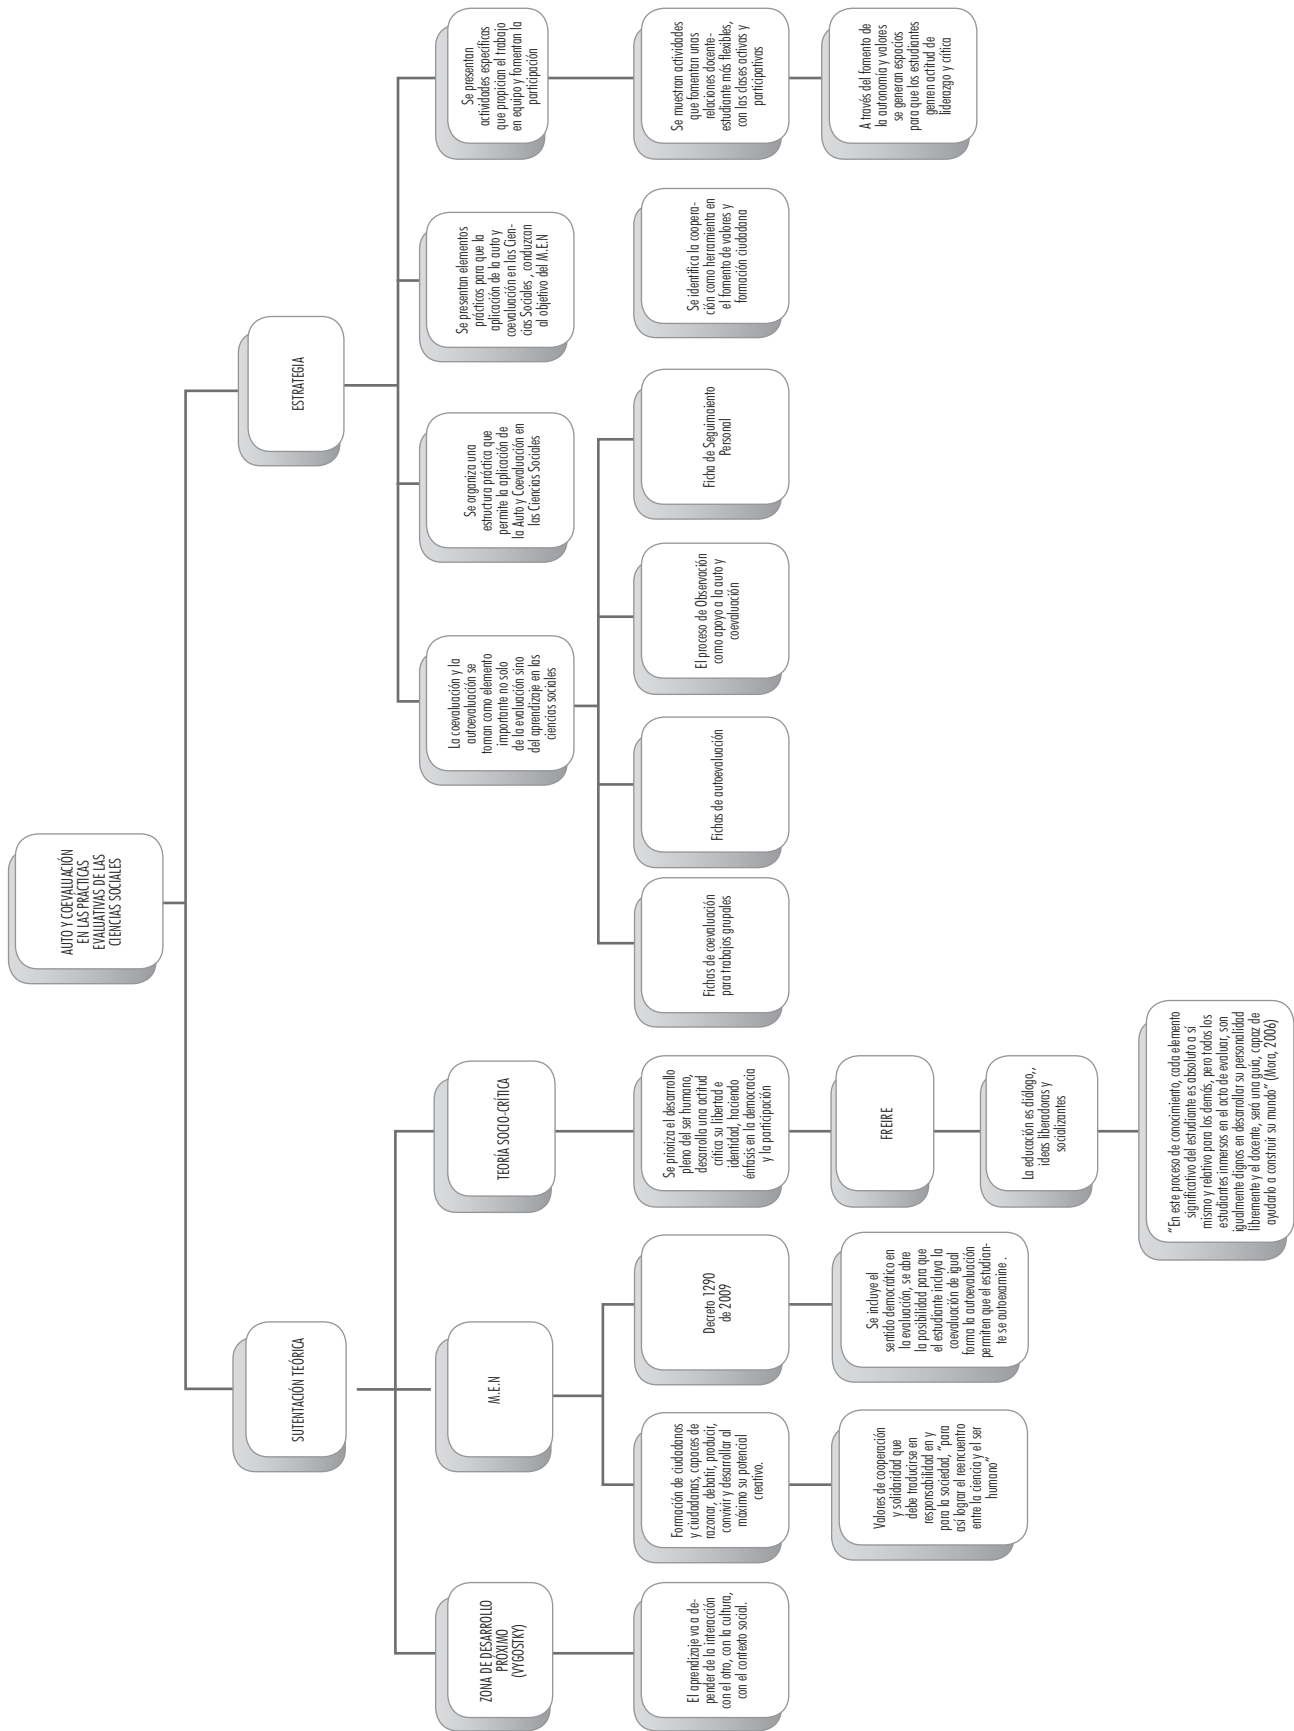 AUTO Y COEVALUACIÓN
EN LAS PRÁCTICAS
EVALUATIVAS DE LAS
CIENCIAS SOCIALES
SUTENTACIÓN TEÓRICA
ESTRATEGIA
ZONA DE DESARROLLO
PRÓXIMO
(VYGOSTKY)
M.E.N
TEORÍA SOCIO-CRÍTICA
La coevaluación y la
autoevaluación se
toman como elemento
importante no solo
de la evaluación sino
del aprendizaje en las
ciencias sociales
Se organiza una
estructura práctica que
permite la aplicación de
la Auto y Coevaluación en
las Ciencias Sociales
Se presentan elementos
prácticos para que la
aplicación de la auto y
coevaluación en las Cien-
cias Sociales , conduzcan
al objetivo del M.E.N
Se presentan
actividades específicas
que propician el trabajo
en equipo y fomentan la
participación
El aprendizaje va a de-
pender de la interacción
con el otro, con la cultura,
con el contexto social.
Formación de ciudadanos
y ciudadanas, capaces de
razonar, debatir, producir,
convivir y desarrollar al
máximo su potencial
creativo.
Decreto 1290
de 2009
Se prioriza el desarrollo
pleno del ser humano,
desarrolla una actitud
crítica su libertad e
identidad, haciendo
énfasis en la democracia
y la participación
Fichas de coevaluación
para trabajos grupales
Fichas de autoevaluación
El proceso de Observación
como apoyo a la auto y
coevaluación
Ficha de Seguimaiento
Personal
Se identifica la coopera-
ción como herramienta en
el fomento de valores y
formación ciudadana
Se muestran actividades
que fomentan unas
relaciones docente-
estudiante más flexibles,
con las clases activas y
participativas
Valores de cooperación
y solidaridad que
debe traducirse en
responsabilidad en y
para la sociedad, “para
así lograr el reencuentro
entre la ciencia y el ser
humano”
Se incluye el
sentido democrático en
la evaluación, se abre
la posibilidad para que
el estudiante incluya la
coevaluación de igual
forma la autoevaluación
permiten que el estudian-
te se autoexamine .
FREIRE
A través del fomento de
la autonomía y valores
se generan espacios
para que los estudiantes
genren actitud de
liderazgo y crítica
La educación es diálogo,,
ideas liberadoras y
socializantes
“En este proceso de conocimiento, cada elemento
significativo del estudiante es absoluto a sí
mismo y relativo para los demás, pero todos los
estudiantes inmersos en el acto de evaluar, son
igualmente dignos en desarrollar su personalidad
libremente y el docente, será una guía, capaz de
ayudarlo a construir su mundo” (Mora, 2006)